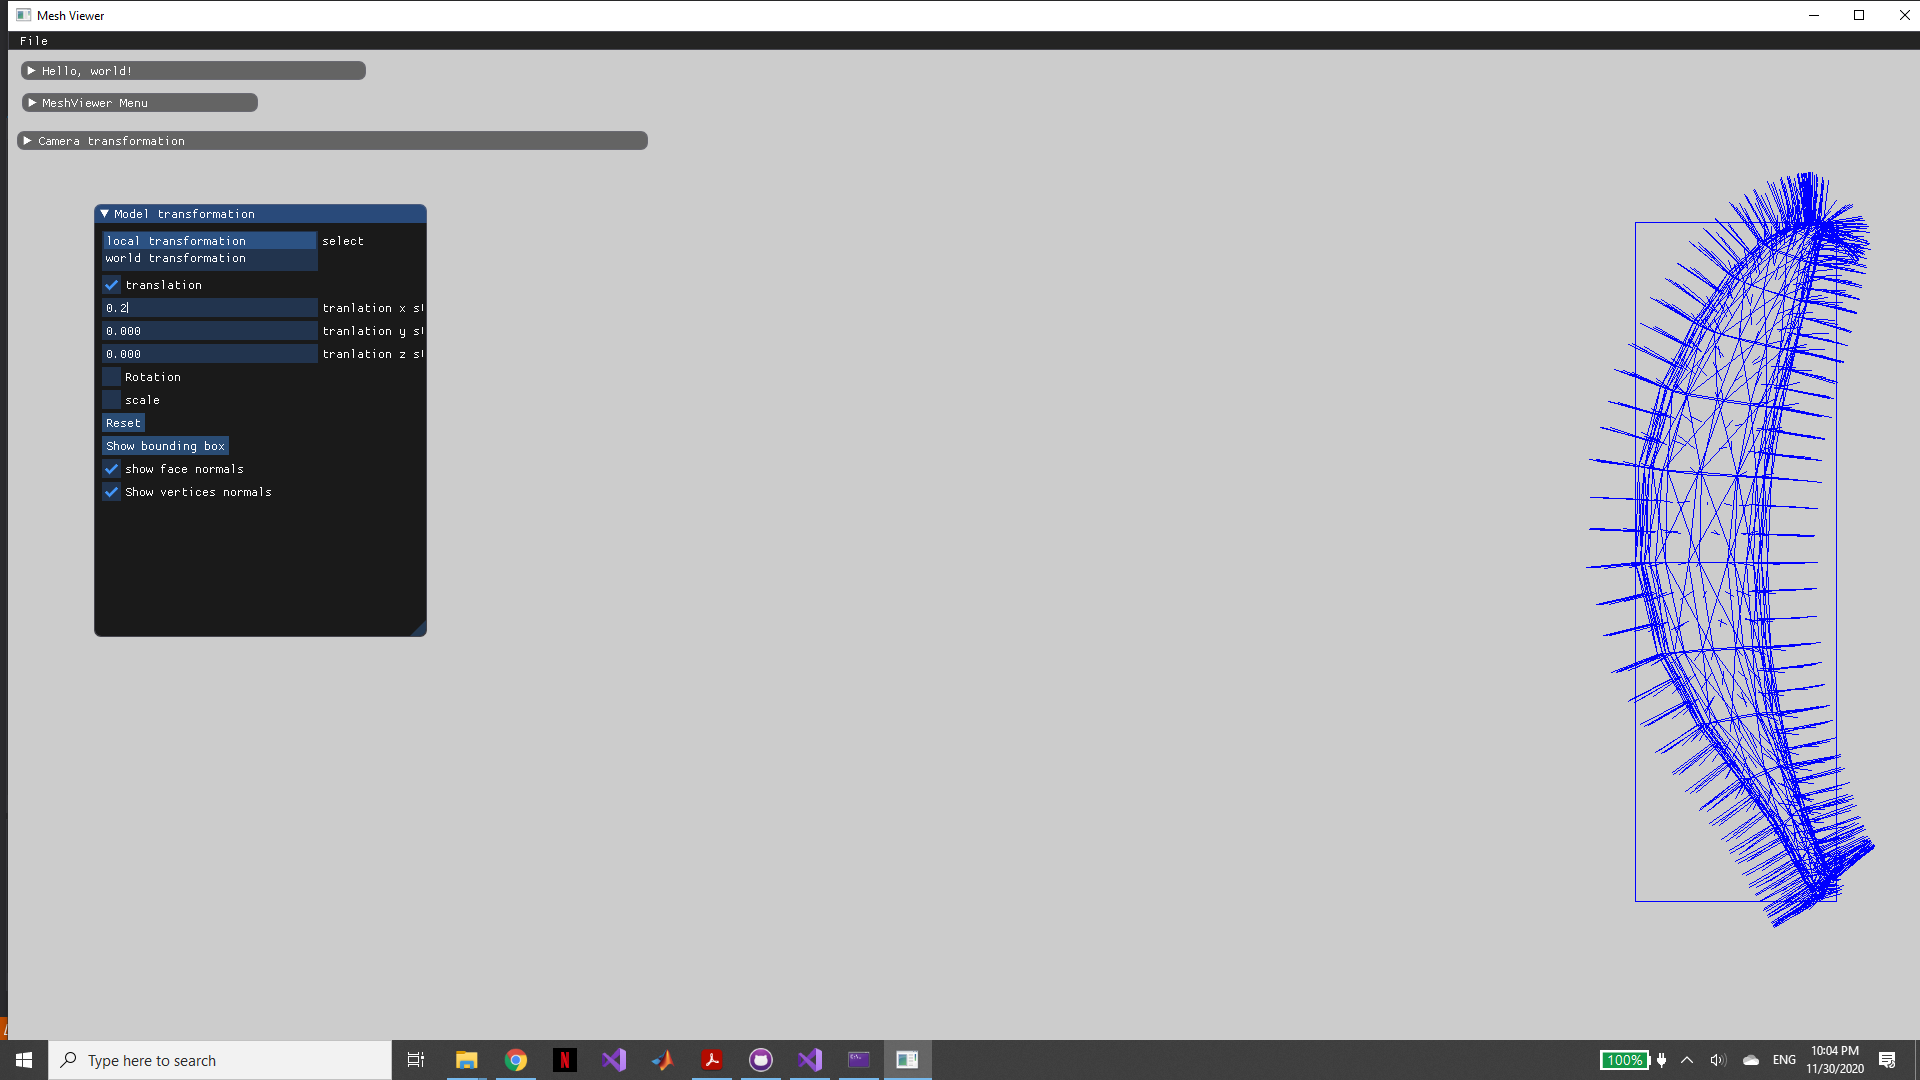 Mesh Viewer
File
Hello, world!
MeshViewer Menu
Camera transformation
Model transformation
local transformation select
world transformation
translation
0.2 tranlation x sl
0.000 tranlation y sl
0.000 tranlation z sl
Rotation
scale
Reset
Show bounding box
show face normals
Show vertices normals
Type here to search
100%
ENG
10:04 PM
11/30/2020